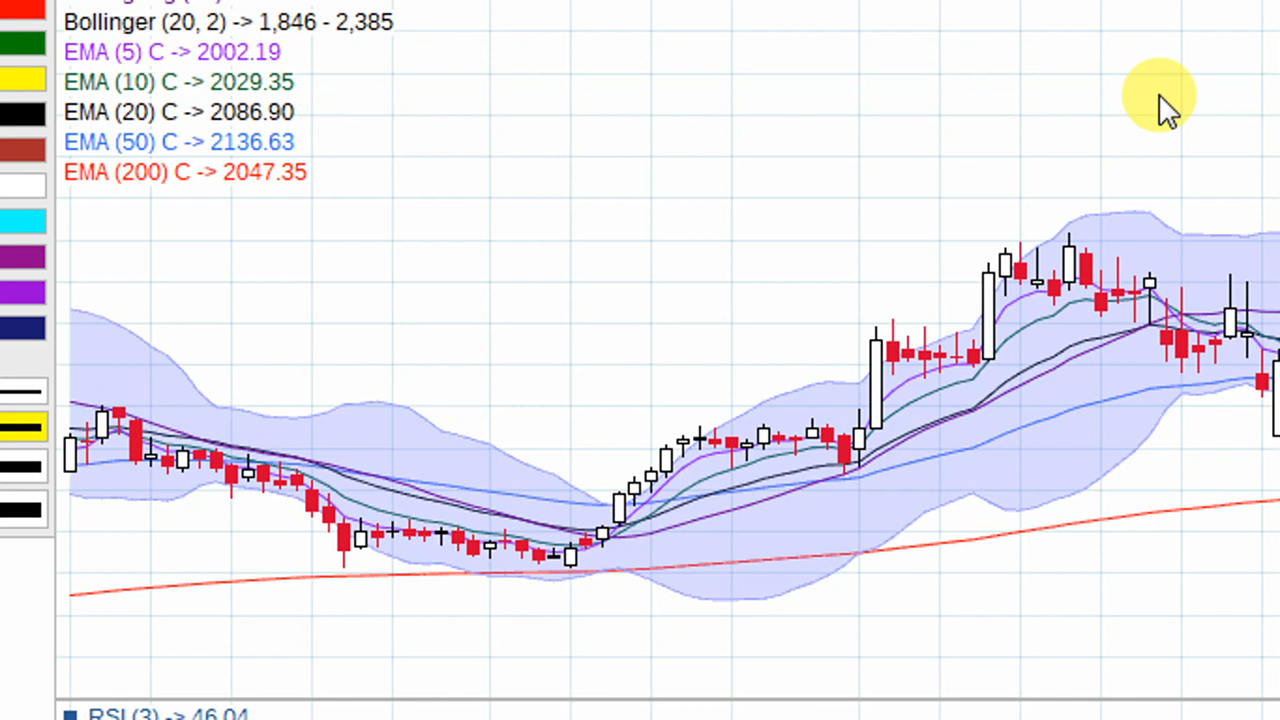 Bollinger (20, 2) -> 1,846 - 2,385
EMA (5) C -> 2002.19
EMA (10) C -> 2029.35
EMA (20) C -> 2086.90
EMA (50) C -> 2136.63
EMA (200) C -> 2047.35
RSI(3) -> 46.04